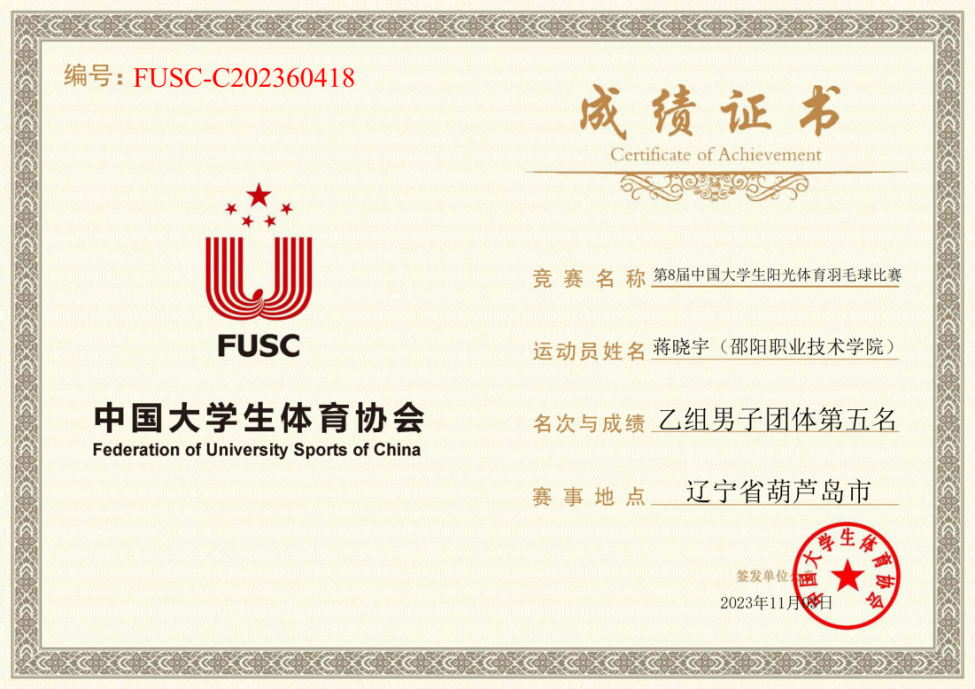 编号: FUSC-C202360418
成绩证书
Certificate of Achievement
FUSC
中国大学生体育协会
Federation of University Sports of China
竞赛名称 第8届中国大学生阳光体育羽毛球比赛
运动员姓名 蒋晓宇（邵阳职业技术学院）
名次与成绩 乙组男子团体第五名
赛事地点 辽宁省葫芦岛市
签发单位公章
中国大学生体育协会
2023年11月 日